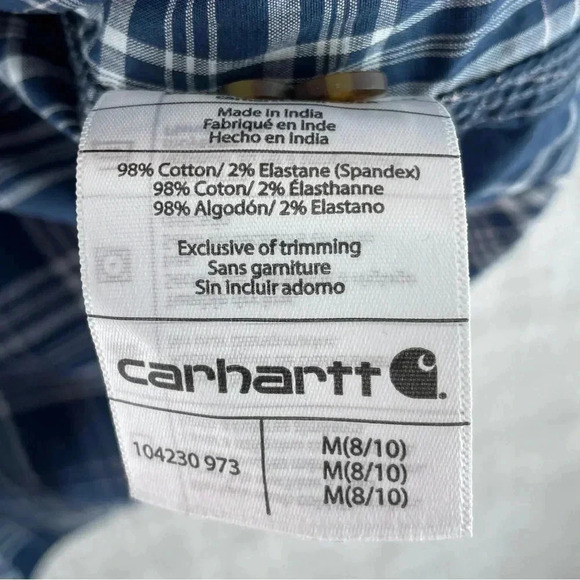 Made in India
Fabriqué en Inde
Hecho en India
98% Cotton/ 2% Elastane (Spandex)
98% Coton/ 2% Élasthanne
98% Algodón/ 2% Elastano
Exclusive of trimming
Sans garniture
Sin incluir adorno
carhartt
104230 973
M(8/10)
M(8/10)
M(8/10)